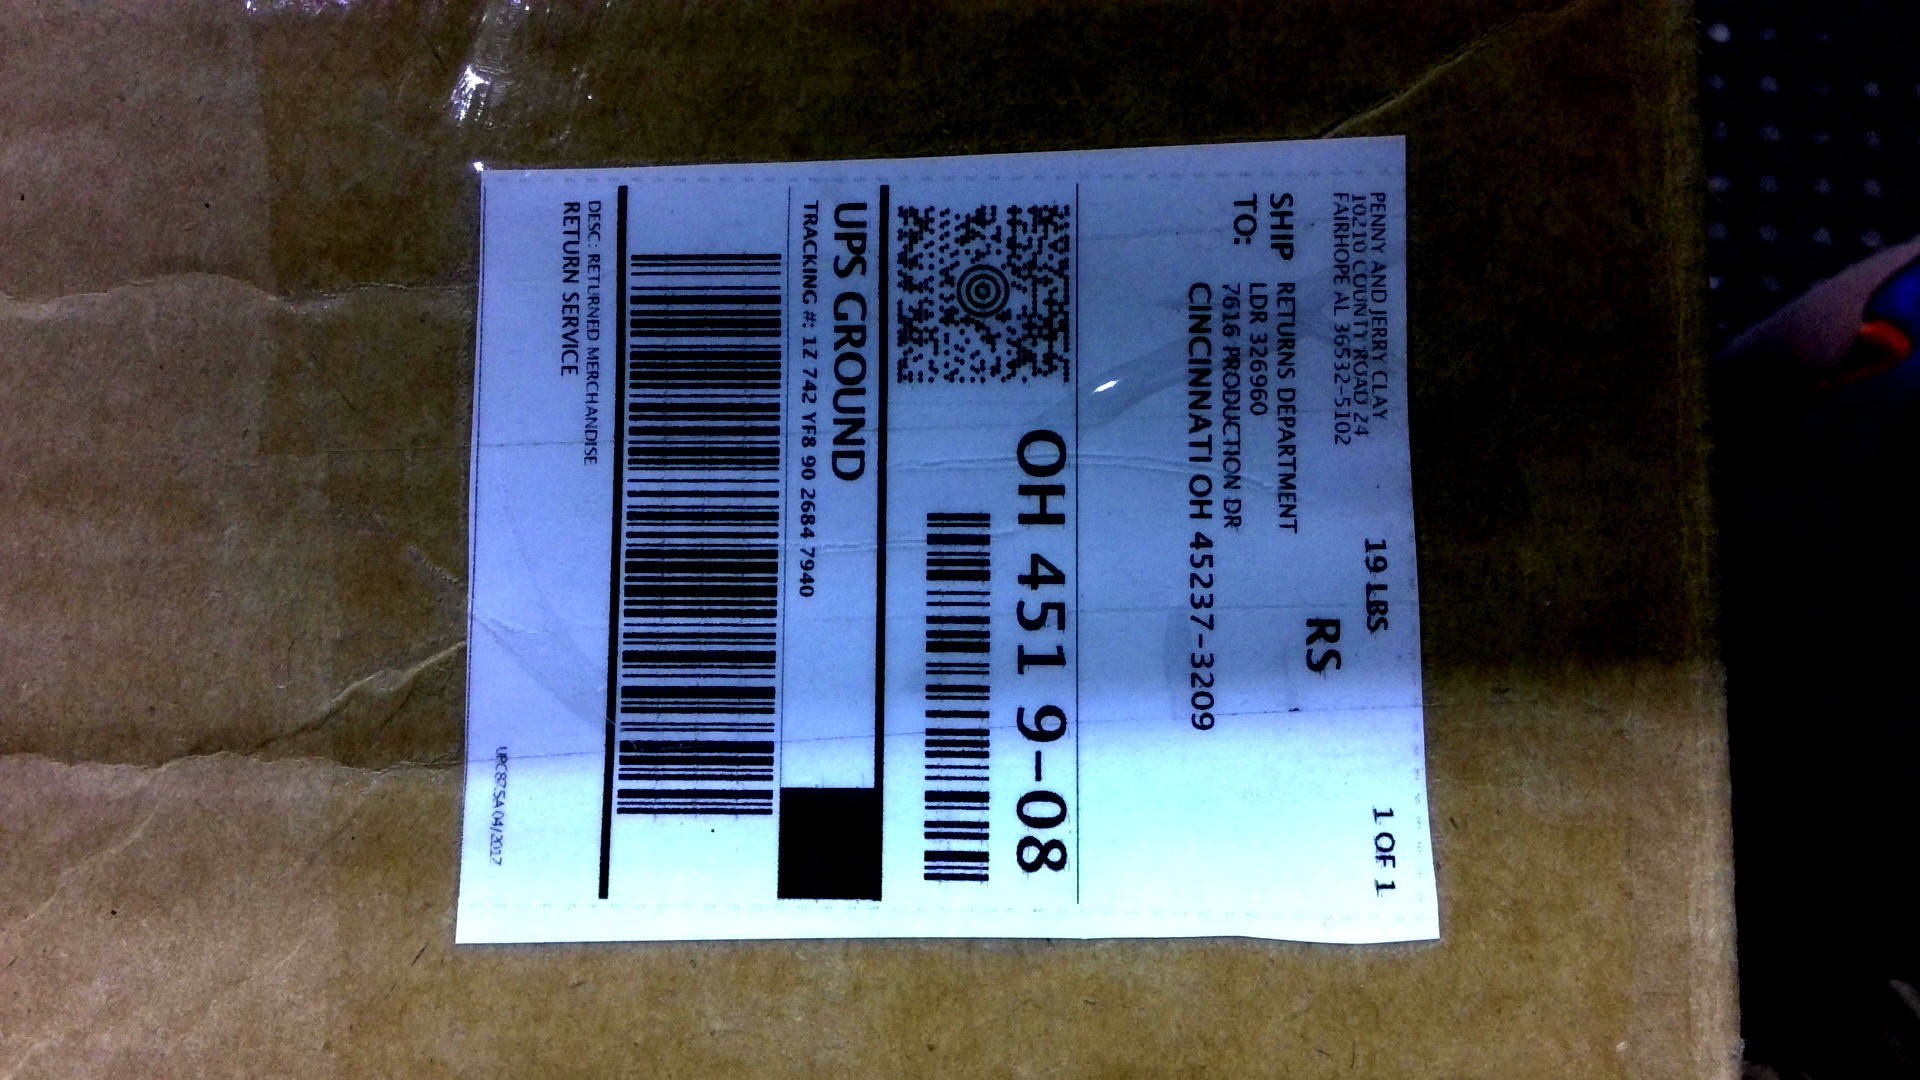 PENNY AND JERRY CLAY
10210 COUNTY ROAD 24
FAIRHOPE AL 36532-5102
19 LBS
1 OF 1
RS
SHIP TO:
RETURNS DEPARTMENT
LDR 326960
7616 PRODUCTION DR
CINCINNATI OH 45237-3209
OH 451 9-08
UPS GROUND
TRACKING #: 1Z 742 YF8 90 2684 7940
DESC: RETURNED MERCHANDISE
RETURN SERVICE
04/2017